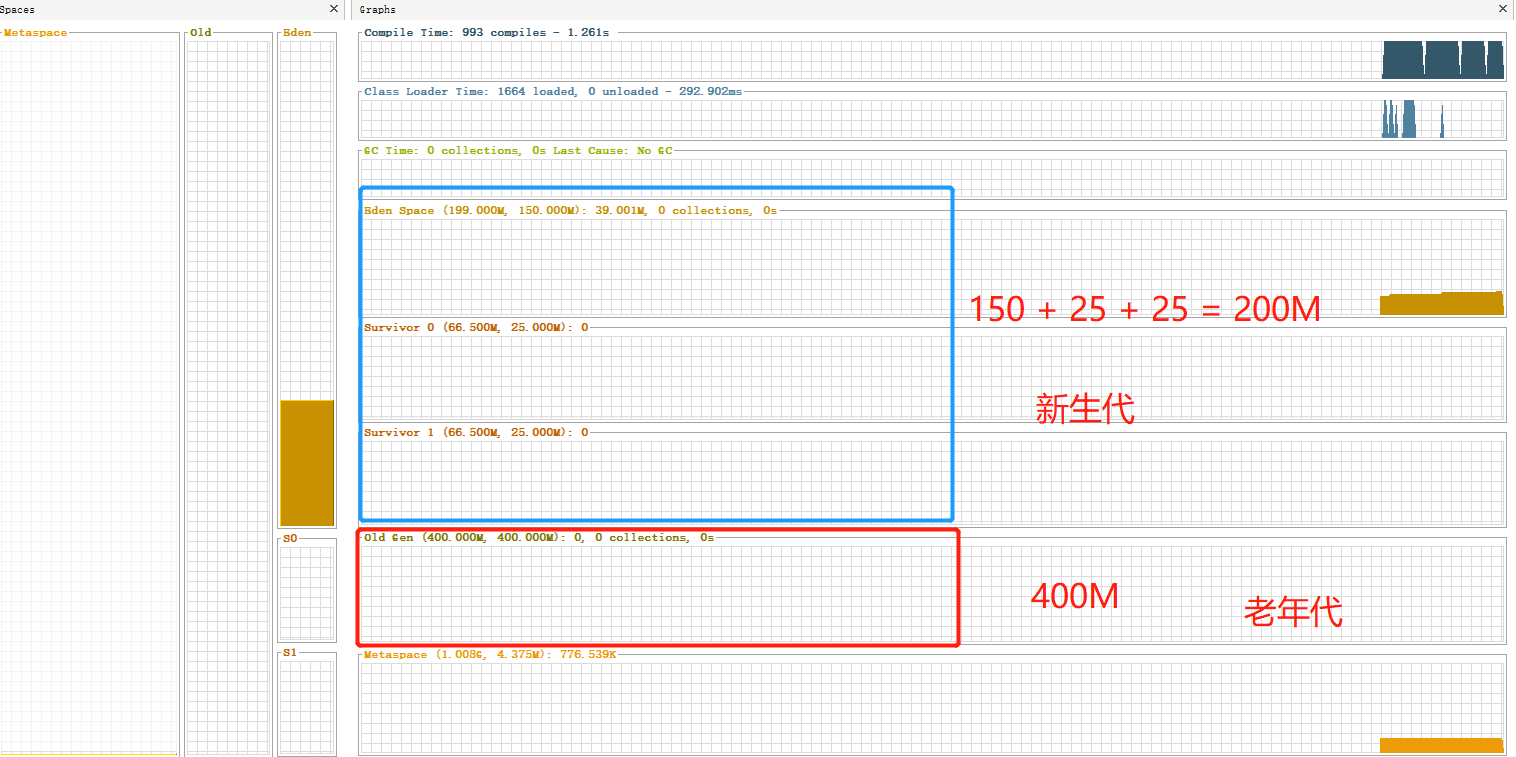 Spaces
Graphs
Metaspace
Old
Eden
S0
S1
Compile Time: 993 compiles - 1.261s
Class Loader Time: 1664 loaded, 0 unloaded - 292.902ms
GC Time: 0 collections, 0s Last Cause: No GC
Eden Space (199.000M, 150.000M): 39.001M, 0 collections, 0s
150 + 25 + 25 = 200M
Survivor 0 (66.500M, 25.000M): 0
新生代
Survivor 1 (66.500M, 25.000M): 0
Old Gen (400.000M, 400.000M): 0, 0 collections, 0s
400M
老年代
Metaspace (1.008G, 4.375M): 776.539K